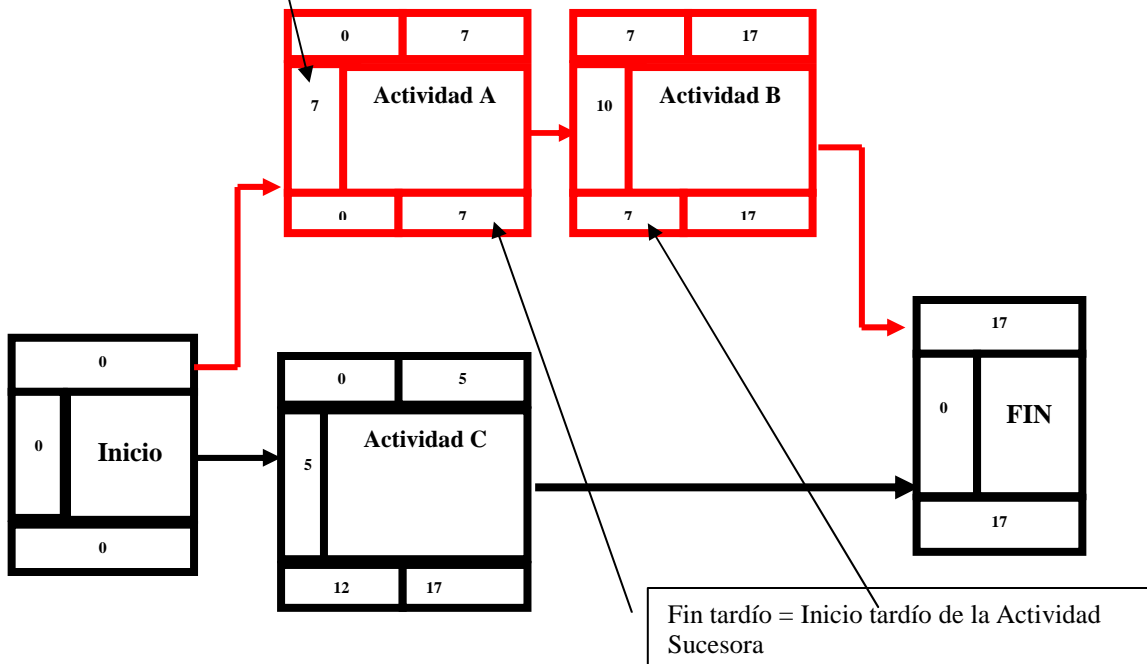 0 7
Actividad A
7
0 7
7 17
Actividad B
10
7 17
0
0
Inicio
0
0 5
Actividad C
5
12 17
17
0
FIN
17
Fin tardío = Inicio tardío de la Actividad
Sucesora